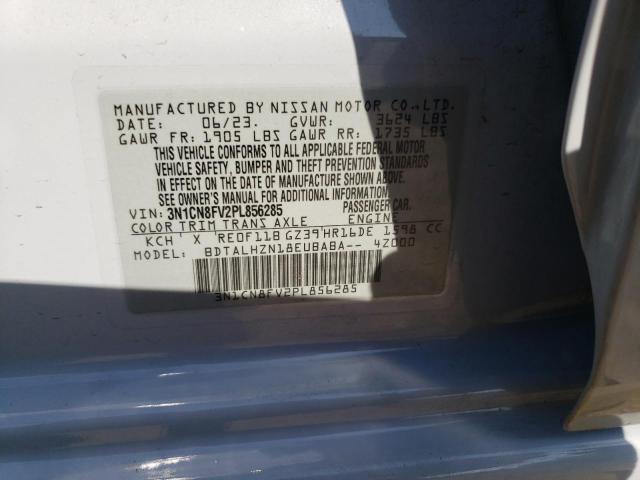 MANUFACTURED BY NISSAN MOTOR CO., LTD.
DATE: 06/23. GVWR: 3624 LBS
GAWR FR: 1905 LBS GAWR RR: 1735 LBS
THIS VEHICLE CONFORMS TO ALL APPLICABLE FEDERAL MOTOR
VEHICLE SAFETY, BUMPER AND THEFT PREVENTION STANDARDS
IN EFFECT ON THE DATE OF MANUFACTURE SHOWN ABOVE.
SEE OWNER'S MANUAL FOR ADDITIONAL INFORMATION.
VIN: 3N1CN8FV2PL856285 PASSENGER CAR.
COLOR TRIM TRANS AXLE ENGINE
KCH X RE0F11B GZ39 HR16DE 1598 CC
MODEL: BDTALHZN18EUBABA-- 4Z000
3N1CN8FV2PL856285